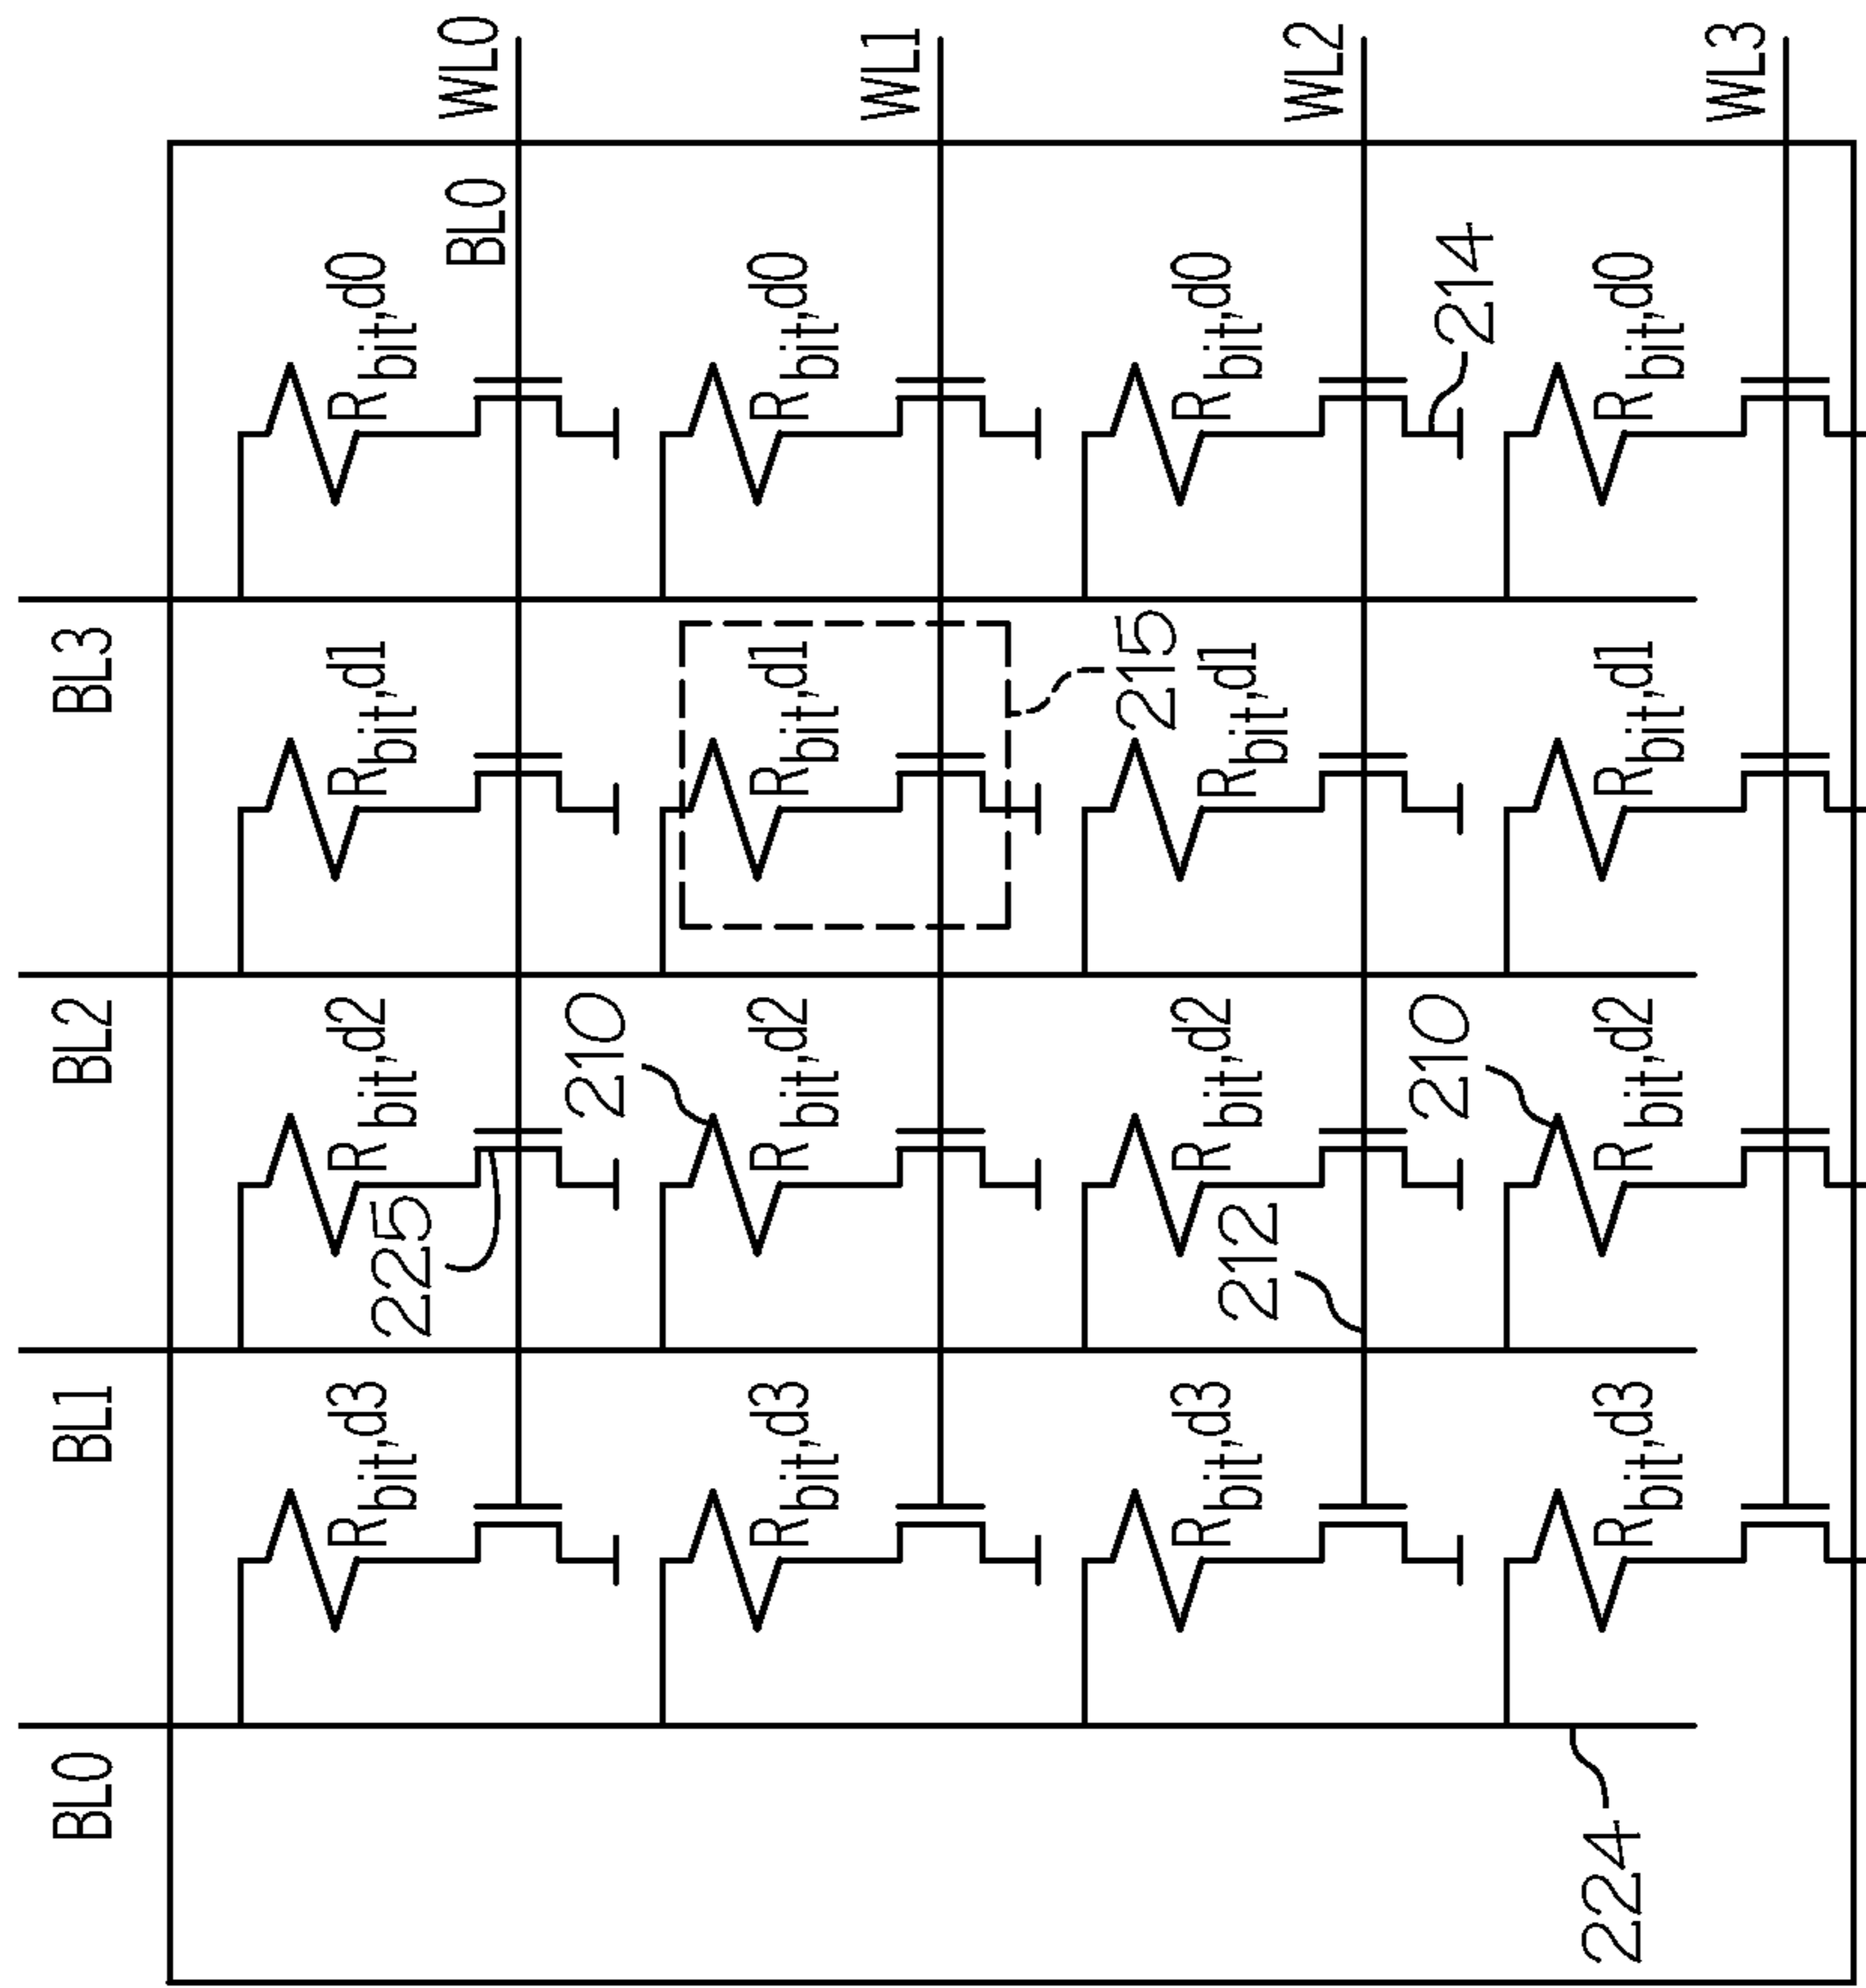 BL0 BL1 BL2 BL3
Rbit,d3 Rbit,d2 Rbit,d1 Rbit,d0
225
BL0 WL0
210
Rbit,d3 Rbit,d2 Rbit,d1 Rbit,d0
WL1
215
Rbit,d3 Rbit,d2 Rbit,d1 Rbit,d0
212
WL2
210 214
224 Rbit,d3 Rbit,d2 Rbit,d1 Rbit,d0
WL3